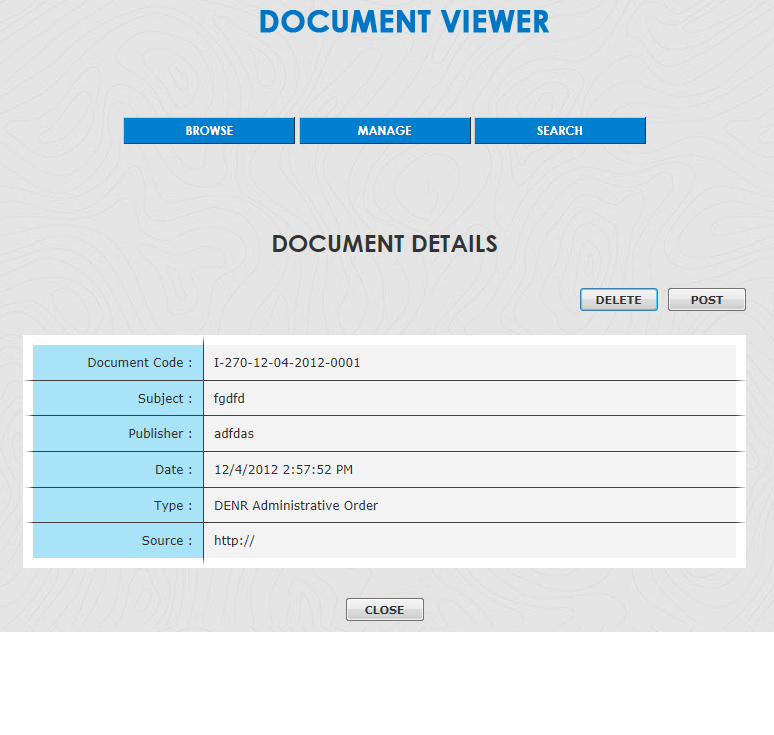 DOCUMENT VIEWER
BROWSE MANAGE SEARCH
DOCUMENT DETAILS
DELETE POST
Document Code : I-270-12-04-2012-0001
Subject : fgdfd
Publisher : adfdas
Date : 12/4/2012 2:57:52 PM
Type : DENR Administrative Order
Source : http://
CLOSE